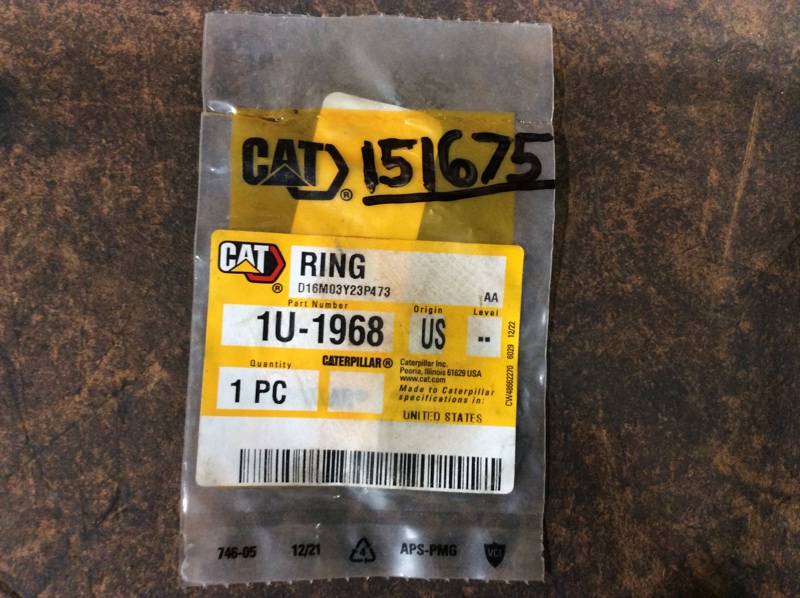 CAT® 151675
CAT® RING
D16M03Y23P473 AA
Part Number Origin Level
1U-1968 US --
Quantity CATERPILLAR®
1 PC
Caterpillar Inc.
Peoria, Illinois 61629 USA
www.cat.com
Made to Caterpillar
specifications in:
UNITED STATES
CW48662270 6029 12/22
746-05 12/21 4 APS-PMG VCI